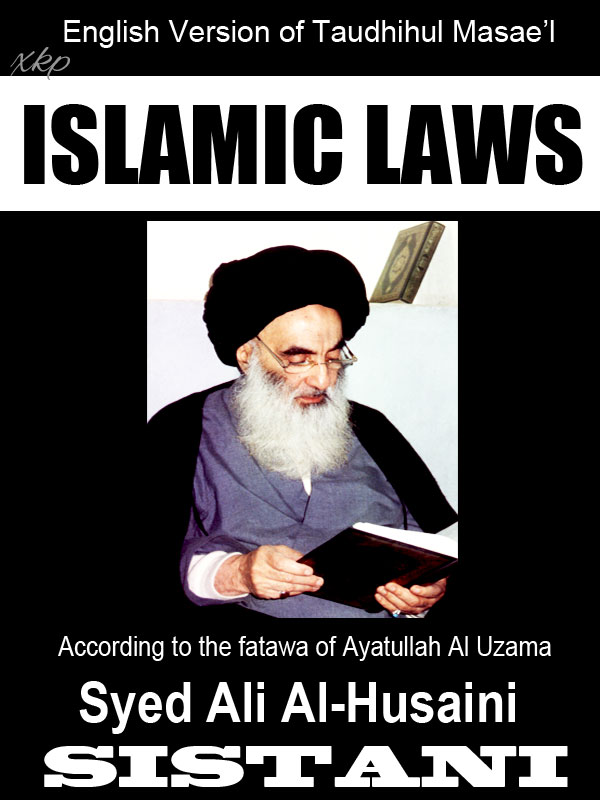 English Version of Taudhihul Masae’l
xkp
ISLAMIC LAWS
According to the fatawa of Ayatullah Al Uzama
Syed Ali Al-Husaini
SISTANI